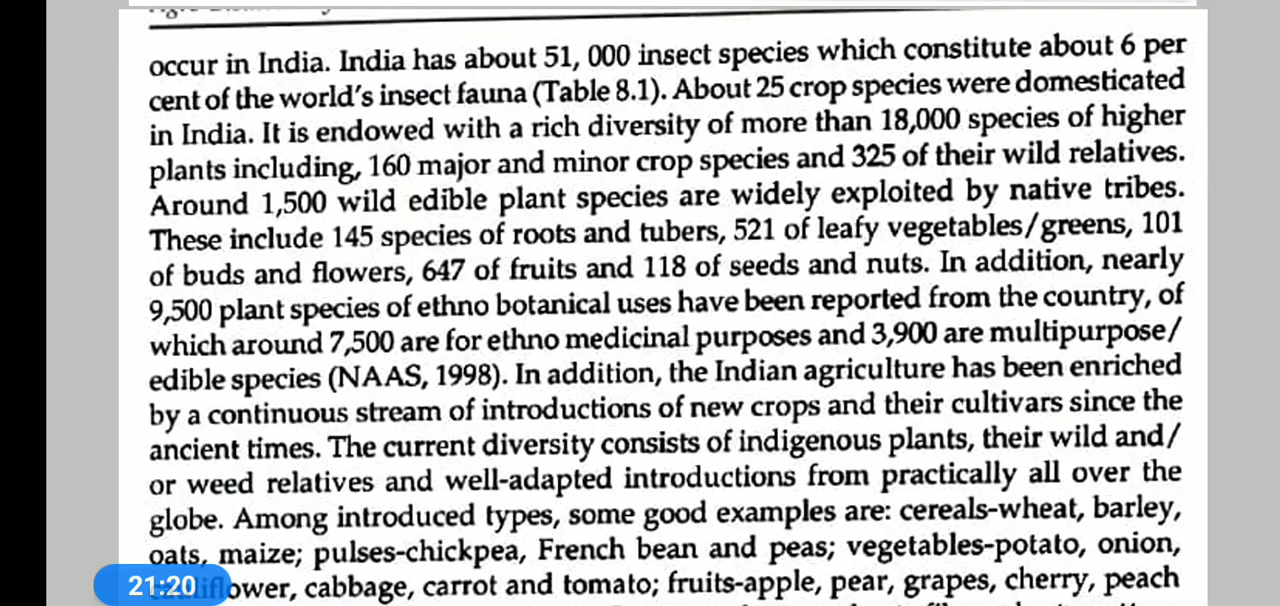 occur in India. India has about 51, 000 insect species which constitute about 6 per
cent of the world's insect fauna (Table 8.1). About 25 crop species were domesticated
in India. It is endowed with a rich diversity of more than 18,000 species of higher
plants including, 160 major and minor crop species and 325 of their wild relatives.
Around 1,500 wild edible plant species are widely exploited by native tribes.
These include 145 species of roots and tubers, 521 of leafy vegetables/greens, 101
of buds and flowers, 647 of fruits and 118 of seeds and nuts. In addition, nearly
9,500 plant species of ethno botanical uses have been reported from the country, of
which around 7,500 are for ethno medicinal purposes and 3,900 are multipurpose/
edible species (NAAS, 1998). In addition, the Indian agriculture has been enriched
by a continuous stream of introductions of new crops and their cultivars since the
ancient times. The current diversity consists of indigenous plants, their wild and/
or weed relatives and well-adapted introductions from practically all over the
globe. Among introduced types, some good examples are: cereals-wheat, barley,
oats, maize; pulses-chickpea, French bean and peas; vegetables-potato, onion,
cabbage, carrot and tomato; fruits-apple, pear, grapes, cherry, peach
21:20